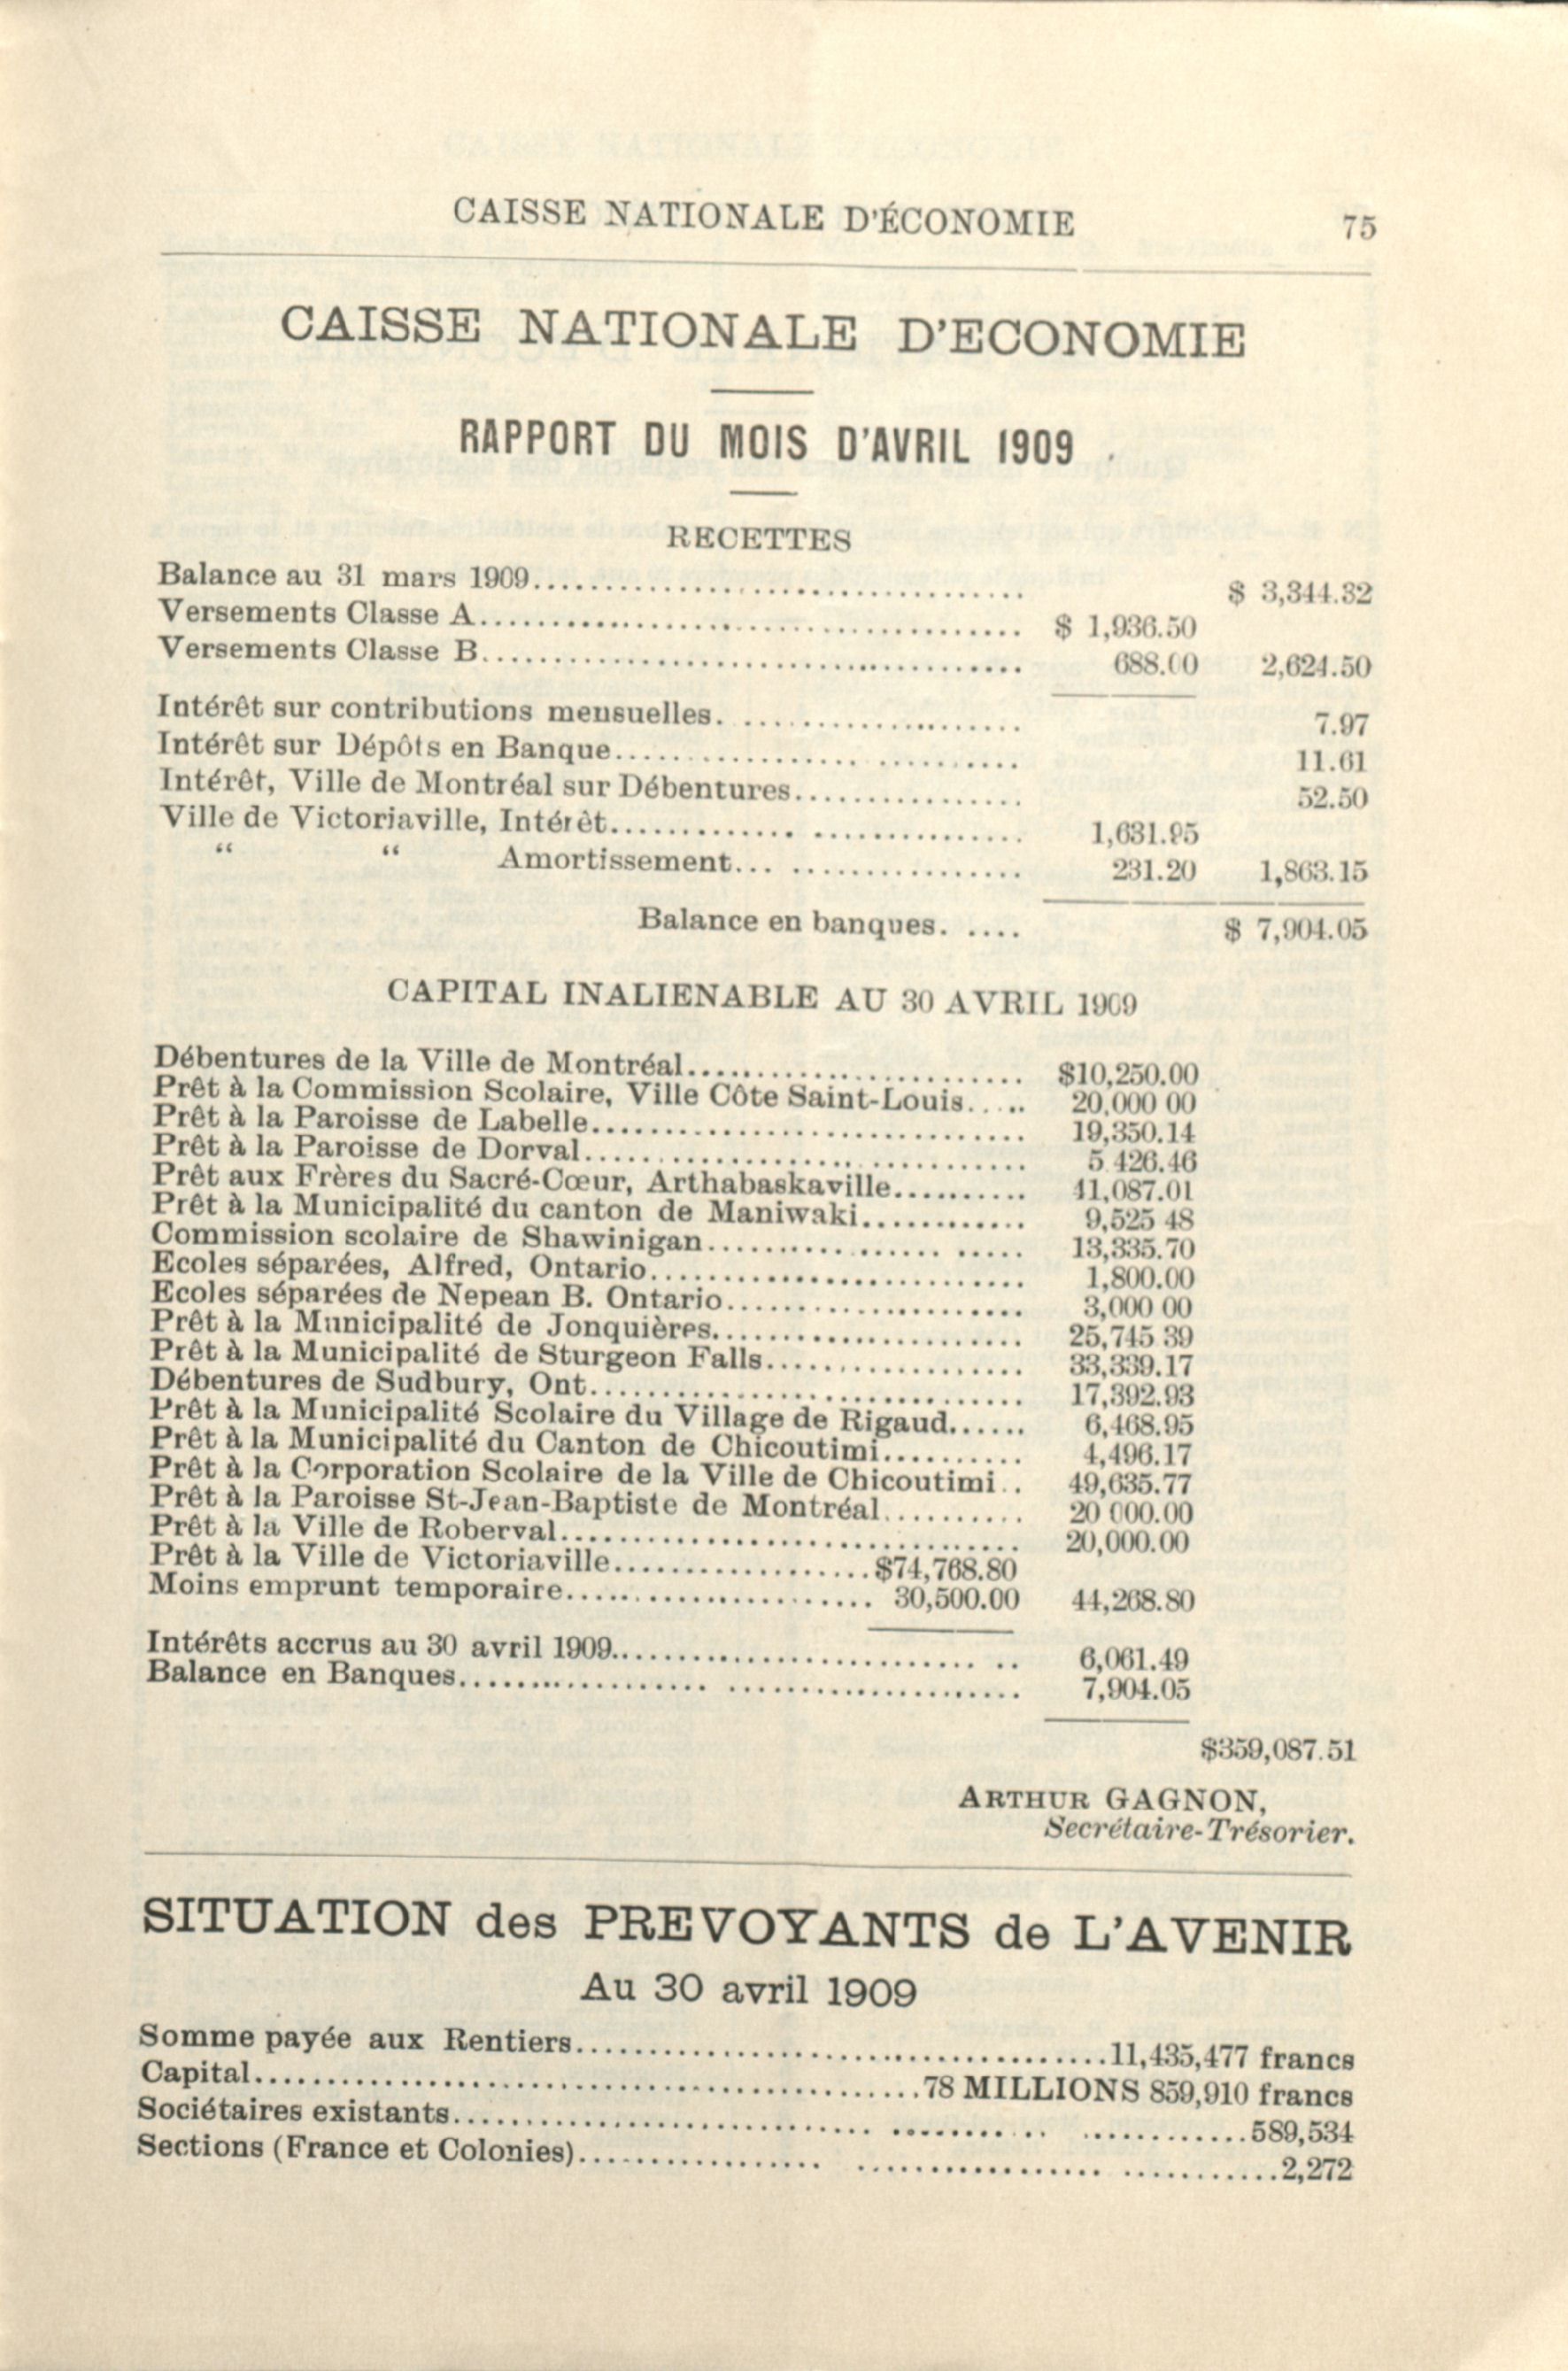 CAISSE NATIONALE D'ÉCONOMIE 75
CAISSE NATIONALE D'ECONOMIE
RAPPORT DU MOIS D'AVRIL 1909
RECETTES
Balance au 31 mars 1909.................................. $ 3,344.32
Versements Classe A.................................. $ 1,936.50
Versements Classe B.................................. 688.00 2,624.50
Intérêt sur contributions mensuelles. .................... 7.97
Intérêt sur Dépôts en Banque.................. .......... 11.61
Intérêt, Ville de Montréal sur Débentures................. 52.50
Ville de Victoriaville, Intérêt............. ............... 1,631.95
“ “ Amortissement... ................ 231.20 1,863.15
Balance en banques. .... $ 7,904.05
CAPITAL INALIENABLE AU 30 AVRIL 1909
Débentures de la Ville de Montréal........................ $10,250.00
Prêt à la Commission Scolaire, Ville Côte Saint-Louis..... 20,000 00
Prêt à la Paroisse de Labelle.............................. 19,350.14
Prêt à la Paroisse de Dorval.............................. 5 426.46
Prêt aux Frères du Sacré-Cœur, Arthabaskaville.......... 11,087.01
Prêt à la Municipalité du canton de Maniwaki............ 9,525 48
Commission scolaire de Shawinigan................ ..... 13,335.70
Ecoles séparées, Alfred, Ontario.......................... 1,800.00
Ecoles séparées de Nepean B. Ontario..................... 3,000 00
Prêt à la Municipalité de Jonquières...................... 25,745 39
Prêt à la Municipalité de Sturgeon Falls.................. 33,339.17
Débentures de Sudbury, Ont.............................. 17,392.93
Prêt à la Municipalité Scolaire du Village de Rigaud...... 6,468.95
Prêt à la Municipalité du Canton de Chicoutimi.......... 4,496.17
Prêt à la Corporation Scolaire de la Ville de Chicoutimi.. 49,635.77
Prêt à la Paroisse St-Jean-Baptiste de Montréal.......... 20 000.00
Prêt à la Ville de Roberval................................ 20,000.00
Prêt à la Ville de Victoriaville...................$74,768.80
Moins emprunt temporaire...................... 30,500.00 44,268.80
Intérêts accrus au 30 avril 1909......................... .. 6,061.49
Balance en Banques................. .................... 7,904.05
$359,087.51
ARTHUR GAGNON,
Secrétaire-Trésorier.
SITUATION des PREVOYANTS de L'AVENIR
Au 30 avril 1909
Somme payée aux Rentiers....................................11,435,477 francs
Capital..............................................78 MILLIONS 859,910 francs
Sociétaires existants............................. ........... ............589,534
Sections (France et Colonies)................. ................. ...........2,272